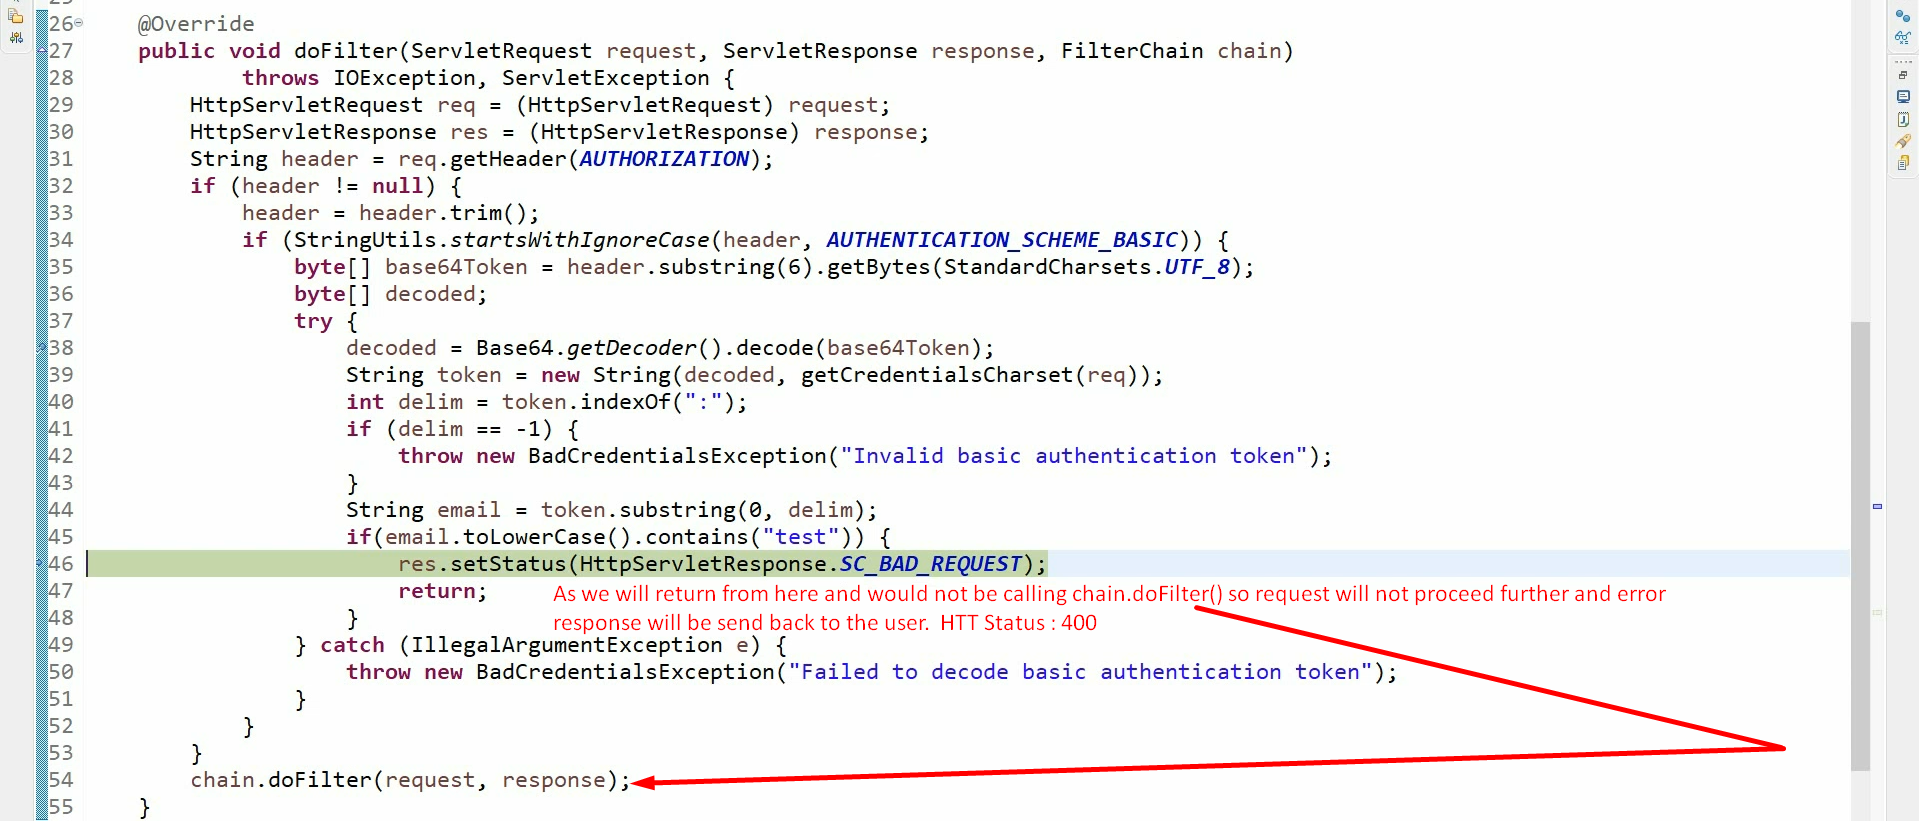 26 @Override
27 public void doFilter(ServletRequest request, ServletResponse response, FilterChain chain)
28 throws IOException, ServletException {
29 HttpServletRequest req = (HttpServletRequest) request;
30 HttpServletResponse res = (HttpServletResponse) response;
31 String header = req.getHeader(AUTHORIZATION);
32 if (header != null) {
33 header = header.trim();
34 if (StringUtils.startsWithIgnoreCase(header, AUTHENTICATION_SCHEME_BASIC)) {
35 byte[] base64Token = header.substring(6).getBytes(StandardCharsets.UTF_8);
36 byte[] decoded;
37 try {
38 decoded = Base64.getDecoder().decode(base64Token);
39 String token = new String(decoded, getCredentialsCharset(req));
40 int delim = token.indexOf(":");
41 if (delim == -1) {
42 throw new BadCredentialsException("Invalid basic authentication token");
43 }
44 String email = token.substring(0, delim);
45 if(email.toLowerCase().contains("test")) {
46 res.setStatus(HttpServletResponse.SC_BAD_REQUEST);
47 return; As we will return from here and would not be calling chain.doFilter() so request will not proceed further and error
response will be send back to the user. HTT Status : 400
48 }
49 } catch (IllegalArgumentException e) {
50 throw new BadCredentialsException("Failed to decode basic authentication token");
51 }
52 }
53 }
54 chain.doFilter(request, response);
55 }